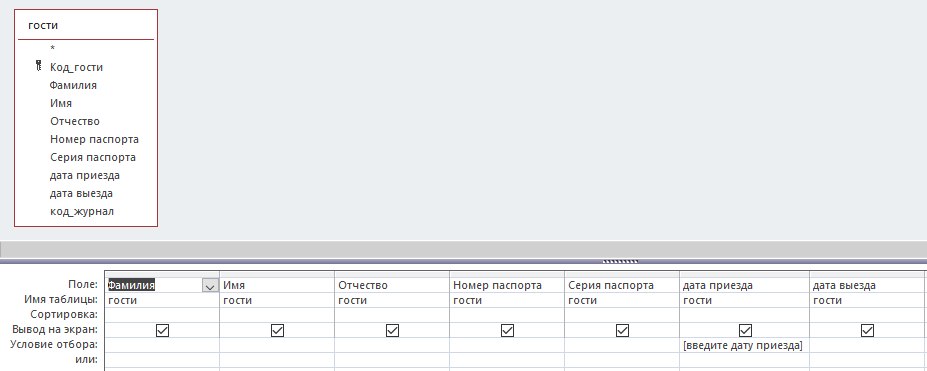 гости
*
Код_гости
Фамилия
Имя
Отчество
Номер паспорта
Серия паспорта
дата приезда
дата выезда
код_журнал
Поле: Фамилия Имя Отчество Номер паспорта Серия паспорта дата приезда дата выезда
Имя таблицы: гости гости гости гости гости гости гости
Сортировка:
Вывод на экран:
Условие отбора: [введите дату приезда]
или: